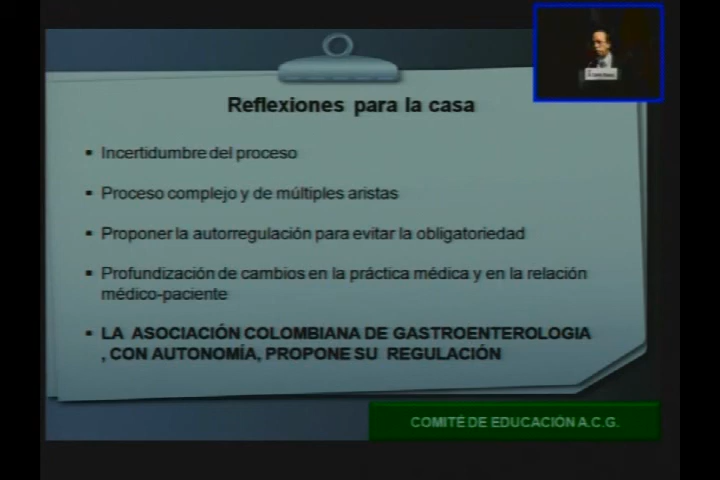 Reflexiones para la casa
▪ Incertidumbre del proceso
▪ Proceso complejo y de múltiples aristas
▪ Proponer la autorregulación para evitar la obligatoriedad
▪ Profundización de cambios en la práctica médica y en la relación
médico-paciente
▪ LA ASOCIACIÓN COLOMBIANA DE GASTROENTEROLOGIA
, CON AUTONOMÍA, PROPONE SU REGULACIÓN
COMITÉ DE EDUCACIÓN A.C.G.